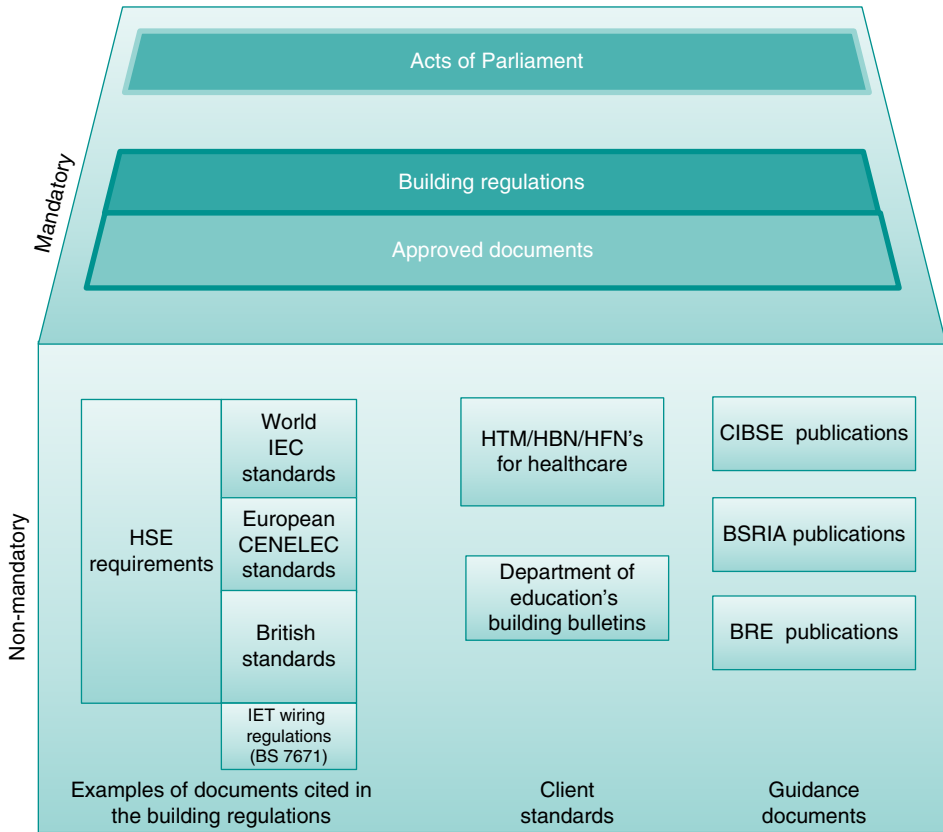 Acts of Parliament
Mandatory
Building regulations
Approved documents
Non-mandatory
HSE
requirements
World
IEC
standards
European
CENELEC
standards
British
standards
IET wiring
regulations
(BS 7671)
Examples of documents cited in
the building regulations
HTM/HBN/HFN's
for healthcare
Department of
education's
building bulletins
Client
standards
CIBSE publications
BSRIA publications
BRE publications
Guidance
documents